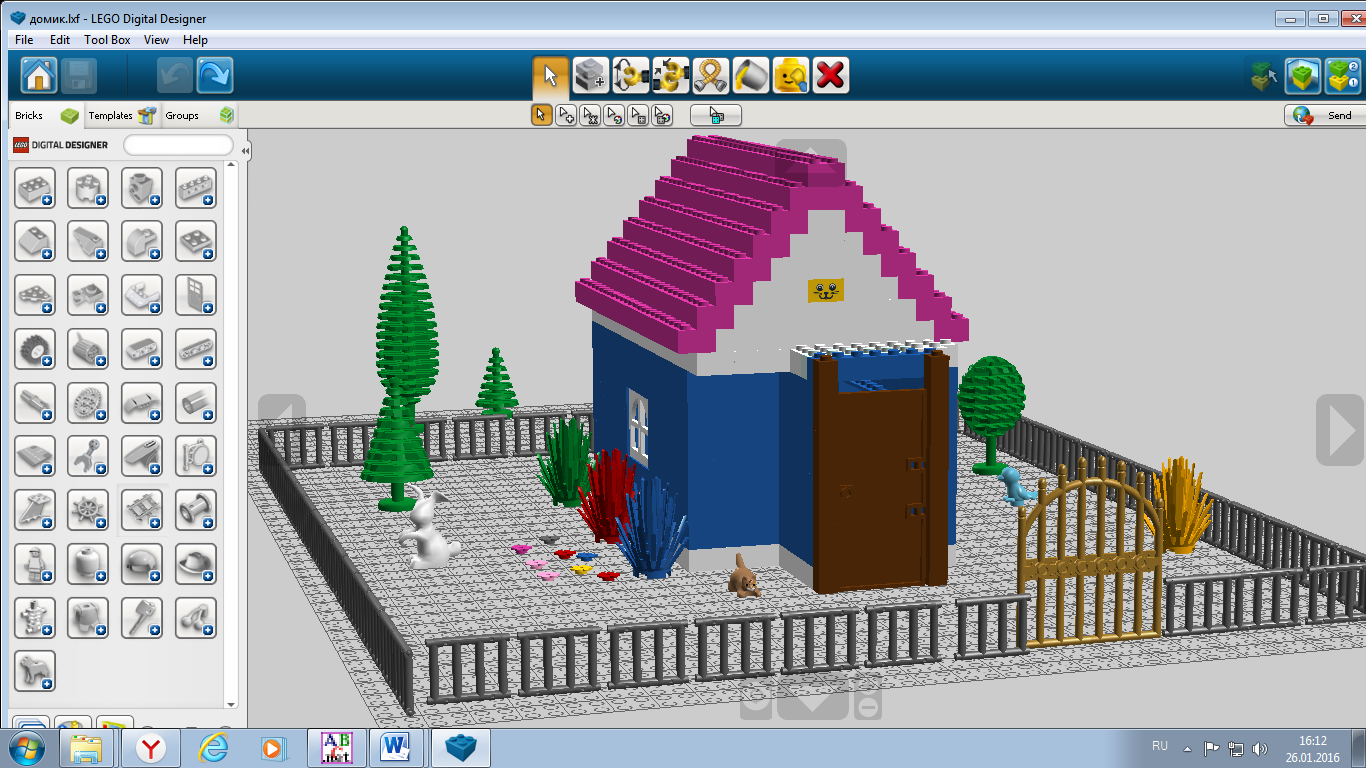 домик.lxf - LEGO Digital Designer
File Edit Tool Box View Help
Bricks Templates Groups
Send
LEGO DIGITAL DESIGNER
RU
16:12
26.01.2016